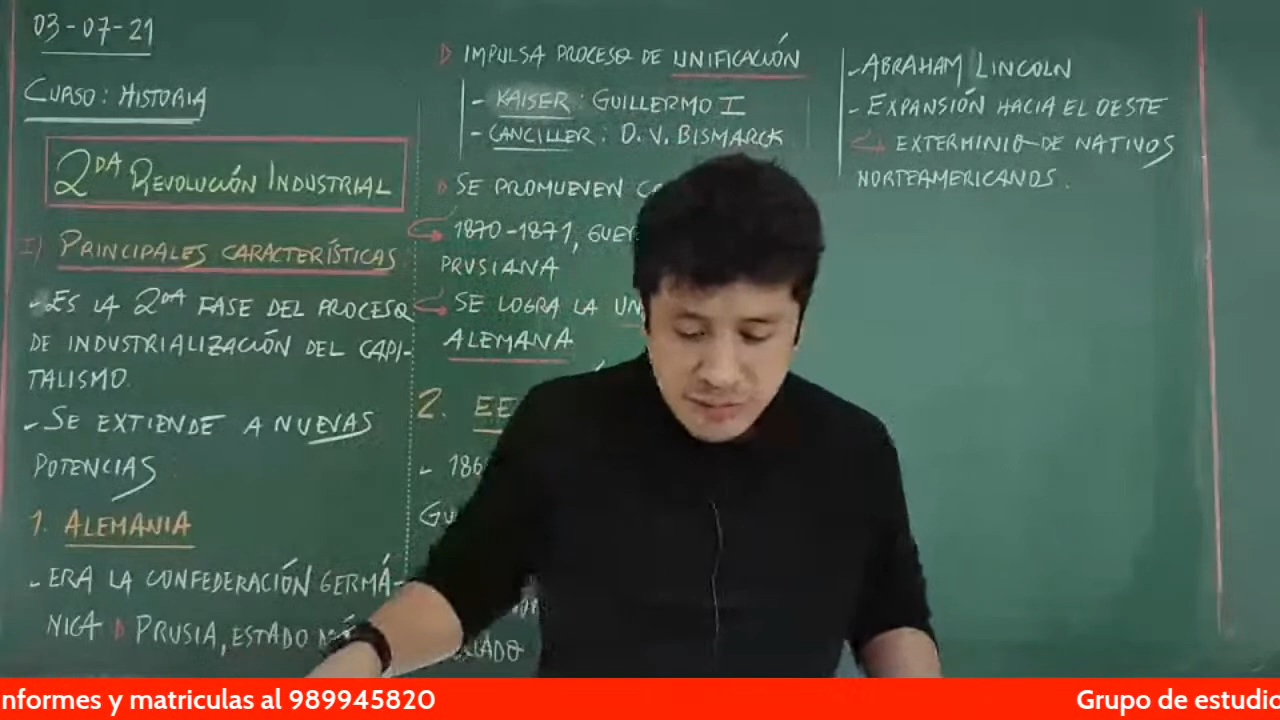 03-07-21
CURSO: HISTORIA
2DA REVOLUCIÓN INDUSTRIAL
I) PRINCIPALES CARACTERÍSTICAS
- ES LA 2DA FASE DEL PROCESO
DE INDUSTRIALIZACIÓN DEL CAPI-
TALISMO.
- SE EXTIENDE A NUEVAS
POTENCIAS
1. ALEMANIA
- ERA LA CONFEDERACIÓN GERMÁ-
NICA PRUSIA, ESTADO
IMPULSA PROCESO DE UNIFICACIÓN
- KAISER: GUILLERMO I
- CANCILLER: O. V. BISMARCK
SE PROMUEVEN
1870-1871,
PRUSIANA
SE LOGRA LA
ALEMANA
2.
-
- ABRAHAM LINCOLN
- EXPANSIÓN HACIA EL OESTE
EXTERMINIO DE NATIVOS
NORTEAMERICANOS.
nformes y matriculas al 989945820
Grupo de estudio